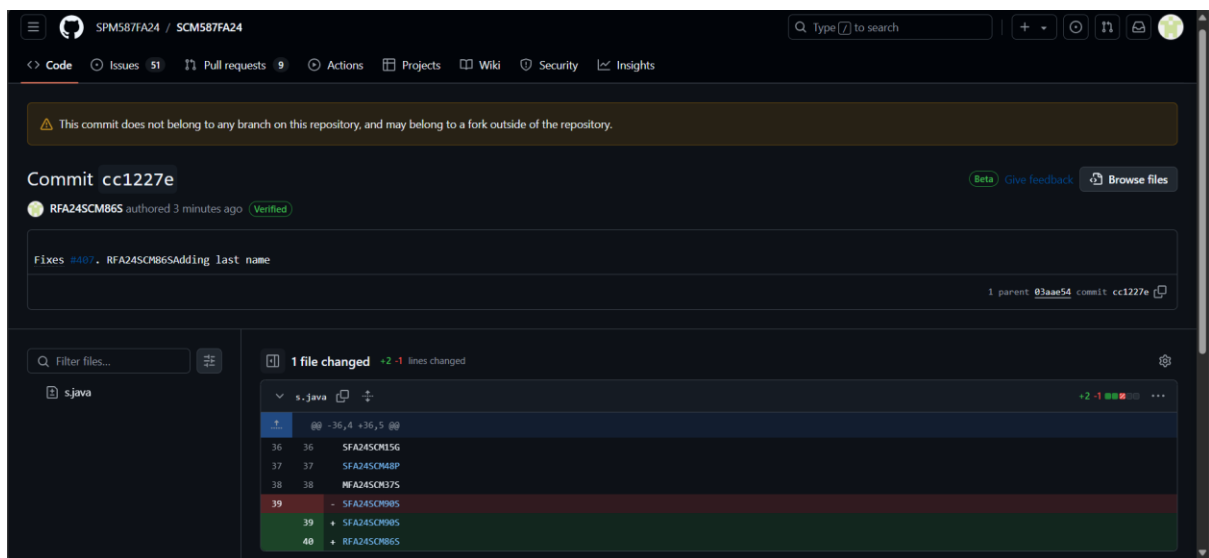 SPM587FA24 / SCM587FA24
Type / to search
Code Issues 51 Pull requests 9 Actions Projects Wiki Security Insights
This commit does not belong to any branch on this repository, and may belong to a fork outside of the repository.
Commit cc1227e
Beta Give feedback Browse files
RFA24SCM86S authored 3 minutes ago Verified
Fixes #407. RFA24SCM86SAdding last name
1 parent 03aae54 commit cc1227e
Filter files...
1 file changed +2 -1 lines changed
s.java
s.java +2 -1
@@ -36,4 +36,5 @@
36 36 SFA24SCM15G
37 37 SFA24SCM48P
38 38 MFA24SCM37S
39 - SFA24SCM90S
39 + SFA24SCM90S
40 + RFA24SCM86S